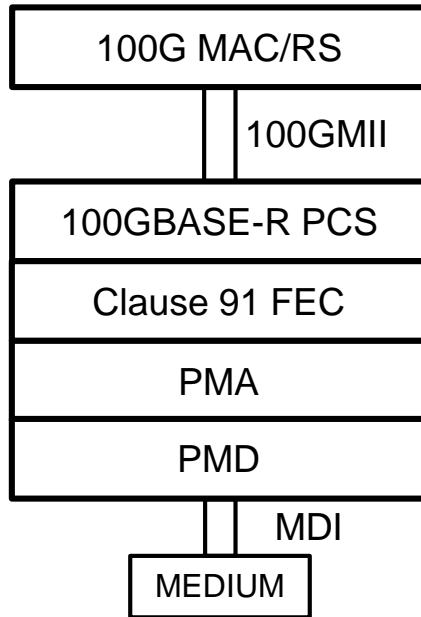 100G MAC/RS
100GMII
100GBASE-R PCS
Clause 91 FEC
PMA
PMD
MDI
MEDIUM